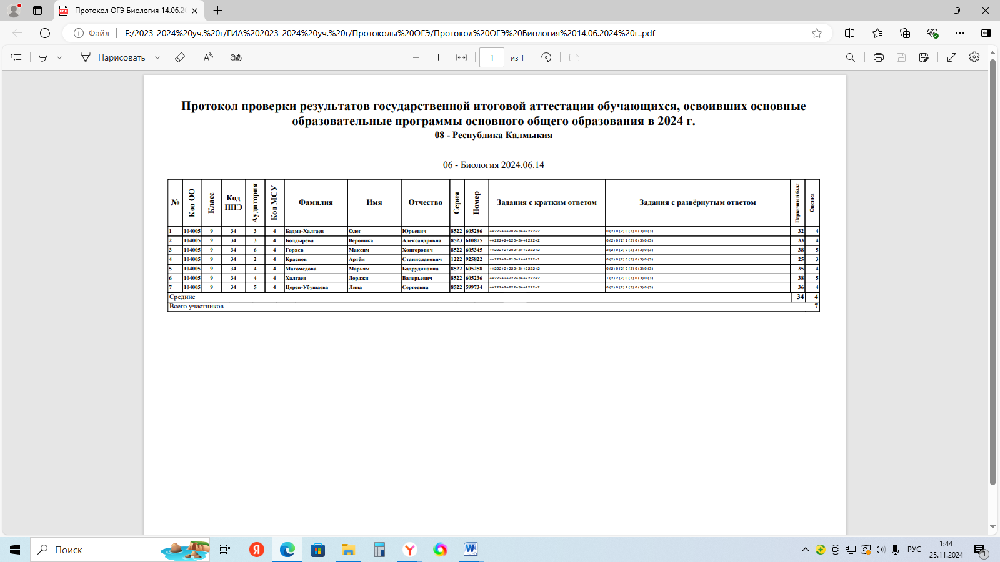 Протокол ОГЭ Биология 14.06.20
Файл F:/2023-2024%20уч.%20г/ГИА%202023-2024%20уч.%20г/Протоколы%20ОГЭ/Протокол%20ОГЭ%20Биология%2014.06.2024%20г..pdf
Нарисовать аあ 1 из 1
Протокол проверки результатов государственной итоговой аттестации обучающихся, освоивших основные
образовательные программы основного общего образования в 2024 г.
08 - Республика Калмыкия
06 - Биология 2024.06.14
№ Код ОО Класс Код ППЭ Аудитория Код МСУ Фамилия Имя Отчество Серия Номер Задания с кратким ответом Задания с развёрнутым ответом Первичный балл Оценка
1 104005 9 34 3 4 Бадма-Халгаев Олег Юрьевич 8522 605286 ++222+2+202+3++2222-2 0(2)0(2)0(3)0(3)0(3) 32 4
2 104005 9 34 3 4 Болдырева Вероника Александровна 8523 610875 ++222+2+120+3++2222+2 0(2)0(2)1(3)0(3)0(3) 33 4
3 104005 9 34 6 4 Горяев Максим Хонгорович 8522 605345 ++222+2+202+3++2222+2 2(2)0(2)0(3)3(3)0(3) 38 5
4 104005 9 34 2 4 Краснов Артём Станиславович 1222 925822 --222+2-210+1++2222-1 0(2)0(2)0(3)0(3)0(3) 25 3
5 104005 9 34 4 4 Магомедова Марьям Бадрудиновна 8522 605258 ++222+2+222+3++2222+2 0(2)0(2)0(3)0(3)0(3) 35 4
6 104005 9 34 4 4 Халгаев Дорджи Валерьевич 8522 605236 ++222+2+222+3++2222+2 1(2)2(2)0(3)0(3)0(3) 38 5
7 104005 9 34 5 4 Церен-Убушаева Лина Сергеевна 8522 599734 ++222+2+222+3++2222-2 0(2)0(2)2(3)0(3)0(3) 36 4
Средние 34 4
Всего участников 7
Поиск РУС 1:44
25.11.2024 1